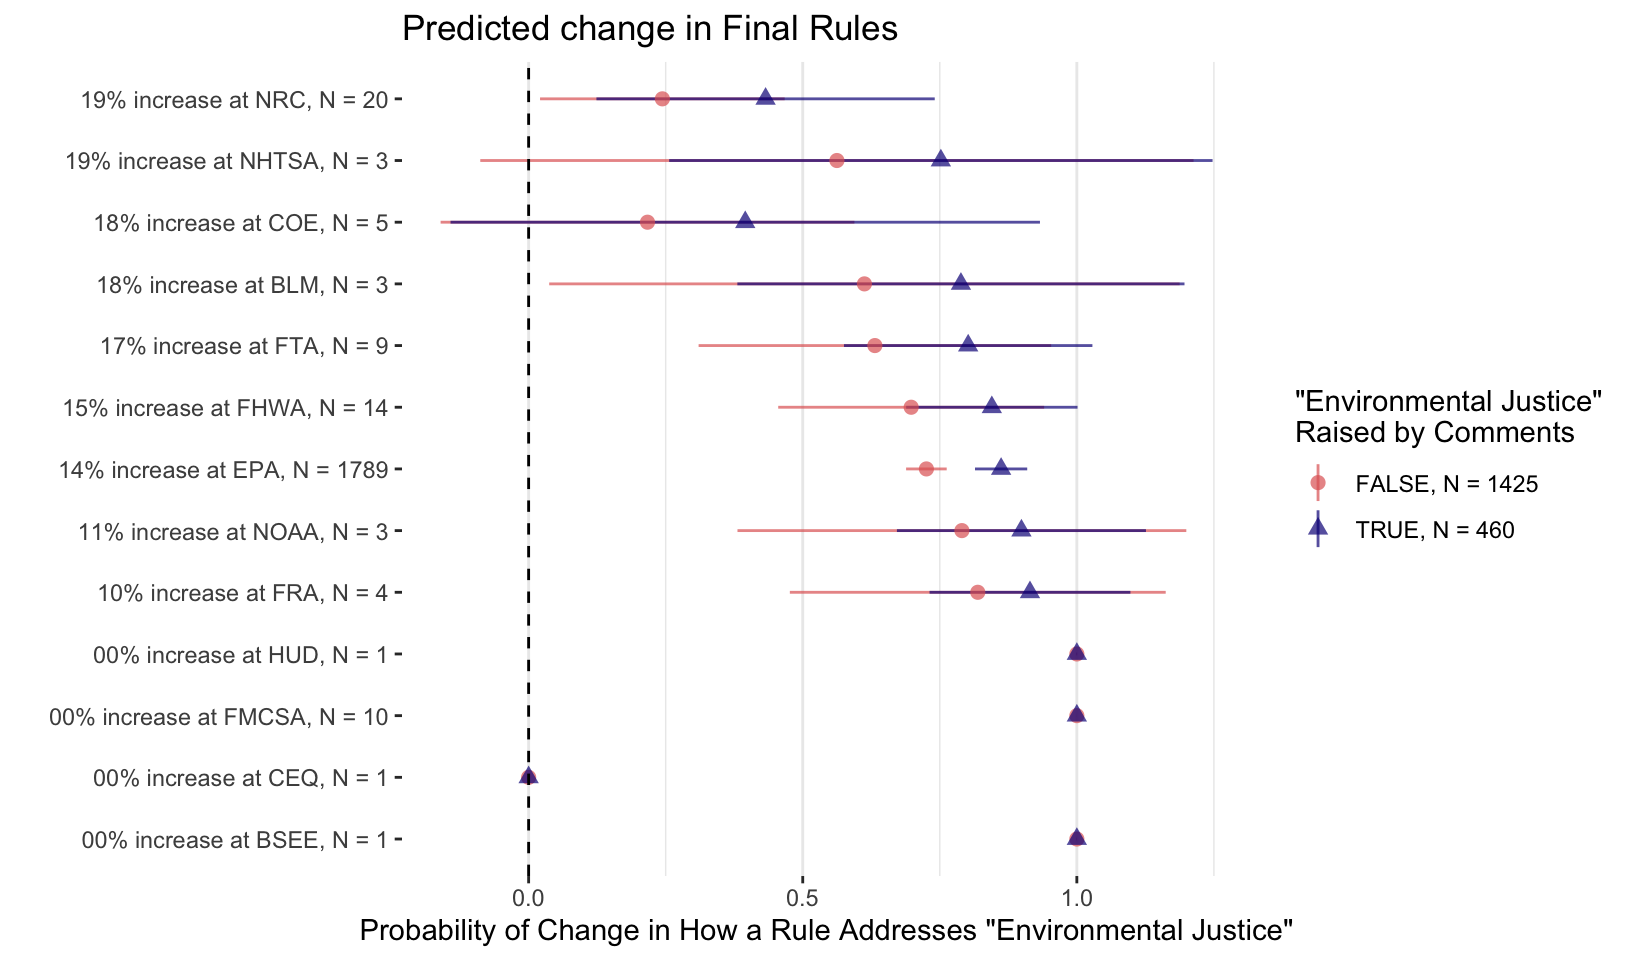 Predicted change in Final Rules
19% increase at NRC, N = 20
19% increase at NHTSA, N = 3
18% increase at COE, N = 5
18% increase at BLM, N = 3
17% increase at FTA, N = 9
15% increase at FHWA, N = 14
14% increase at EPA, N = 1789
11% increase at NOAA, N = 3
10% increase at FRA, N = 4
00% increase at HUD, N = 1
00% increase at FMCSA, N = 10
00% increase at CEQ, N = 1
00% increase at BSEE, N = 1
0.0 0.5 1.0
Probability of Change in How a Rule Addresses "Environmental Justice"
"Environmental Justice"
Raised by Comments
FALSE, N = 1425
TRUE, N = 460